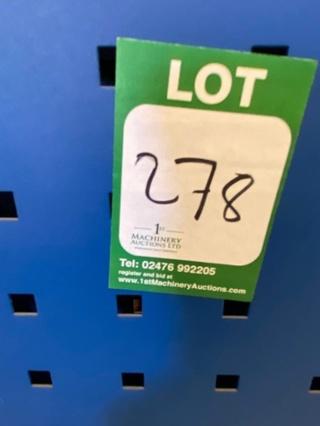 LOT
278
1ST
MACHINERY
AUCTIONS LTD
Tel: 02476 992205
register and bid at
www.1stMachineryAuctions.com